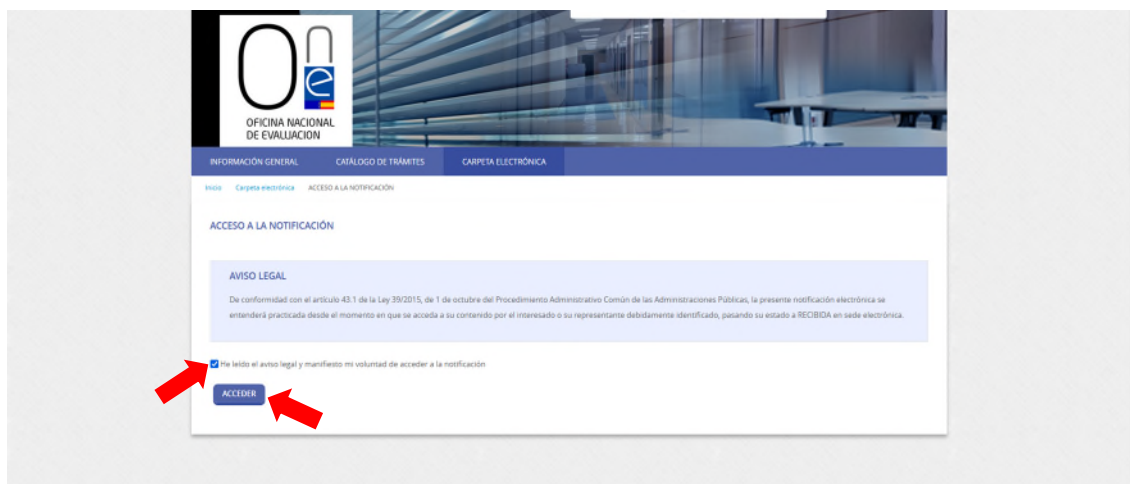 OFICINA NACIONAL
DE EVALUACION
INFORMACIÓN GENERAL CATÁLOGO DE TRÁMITES CARPETA ELECTRÓNICA
Inicio Carpeta electrónica ACCESO A LA NOTIFICACIÓN
ACCESO A LA NOTIFICACIÓN
AVISO LEGAL
De conformidad con el artículo 43.1 de la Ley 39/2015, de 1 de octubre del Procedimiento Administrativo Común de las Administraciones Públicas, la presente notificación electrónica se
entenderá practicada desde el momento en que se acceda a su contenido por el interesado o su representante debidamente identificado, pasando su estado a RECIBIDA en sede electrónica.
He leído el aviso legal y manifiesto mi voluntad de acceder a la notificación
ACCEDER